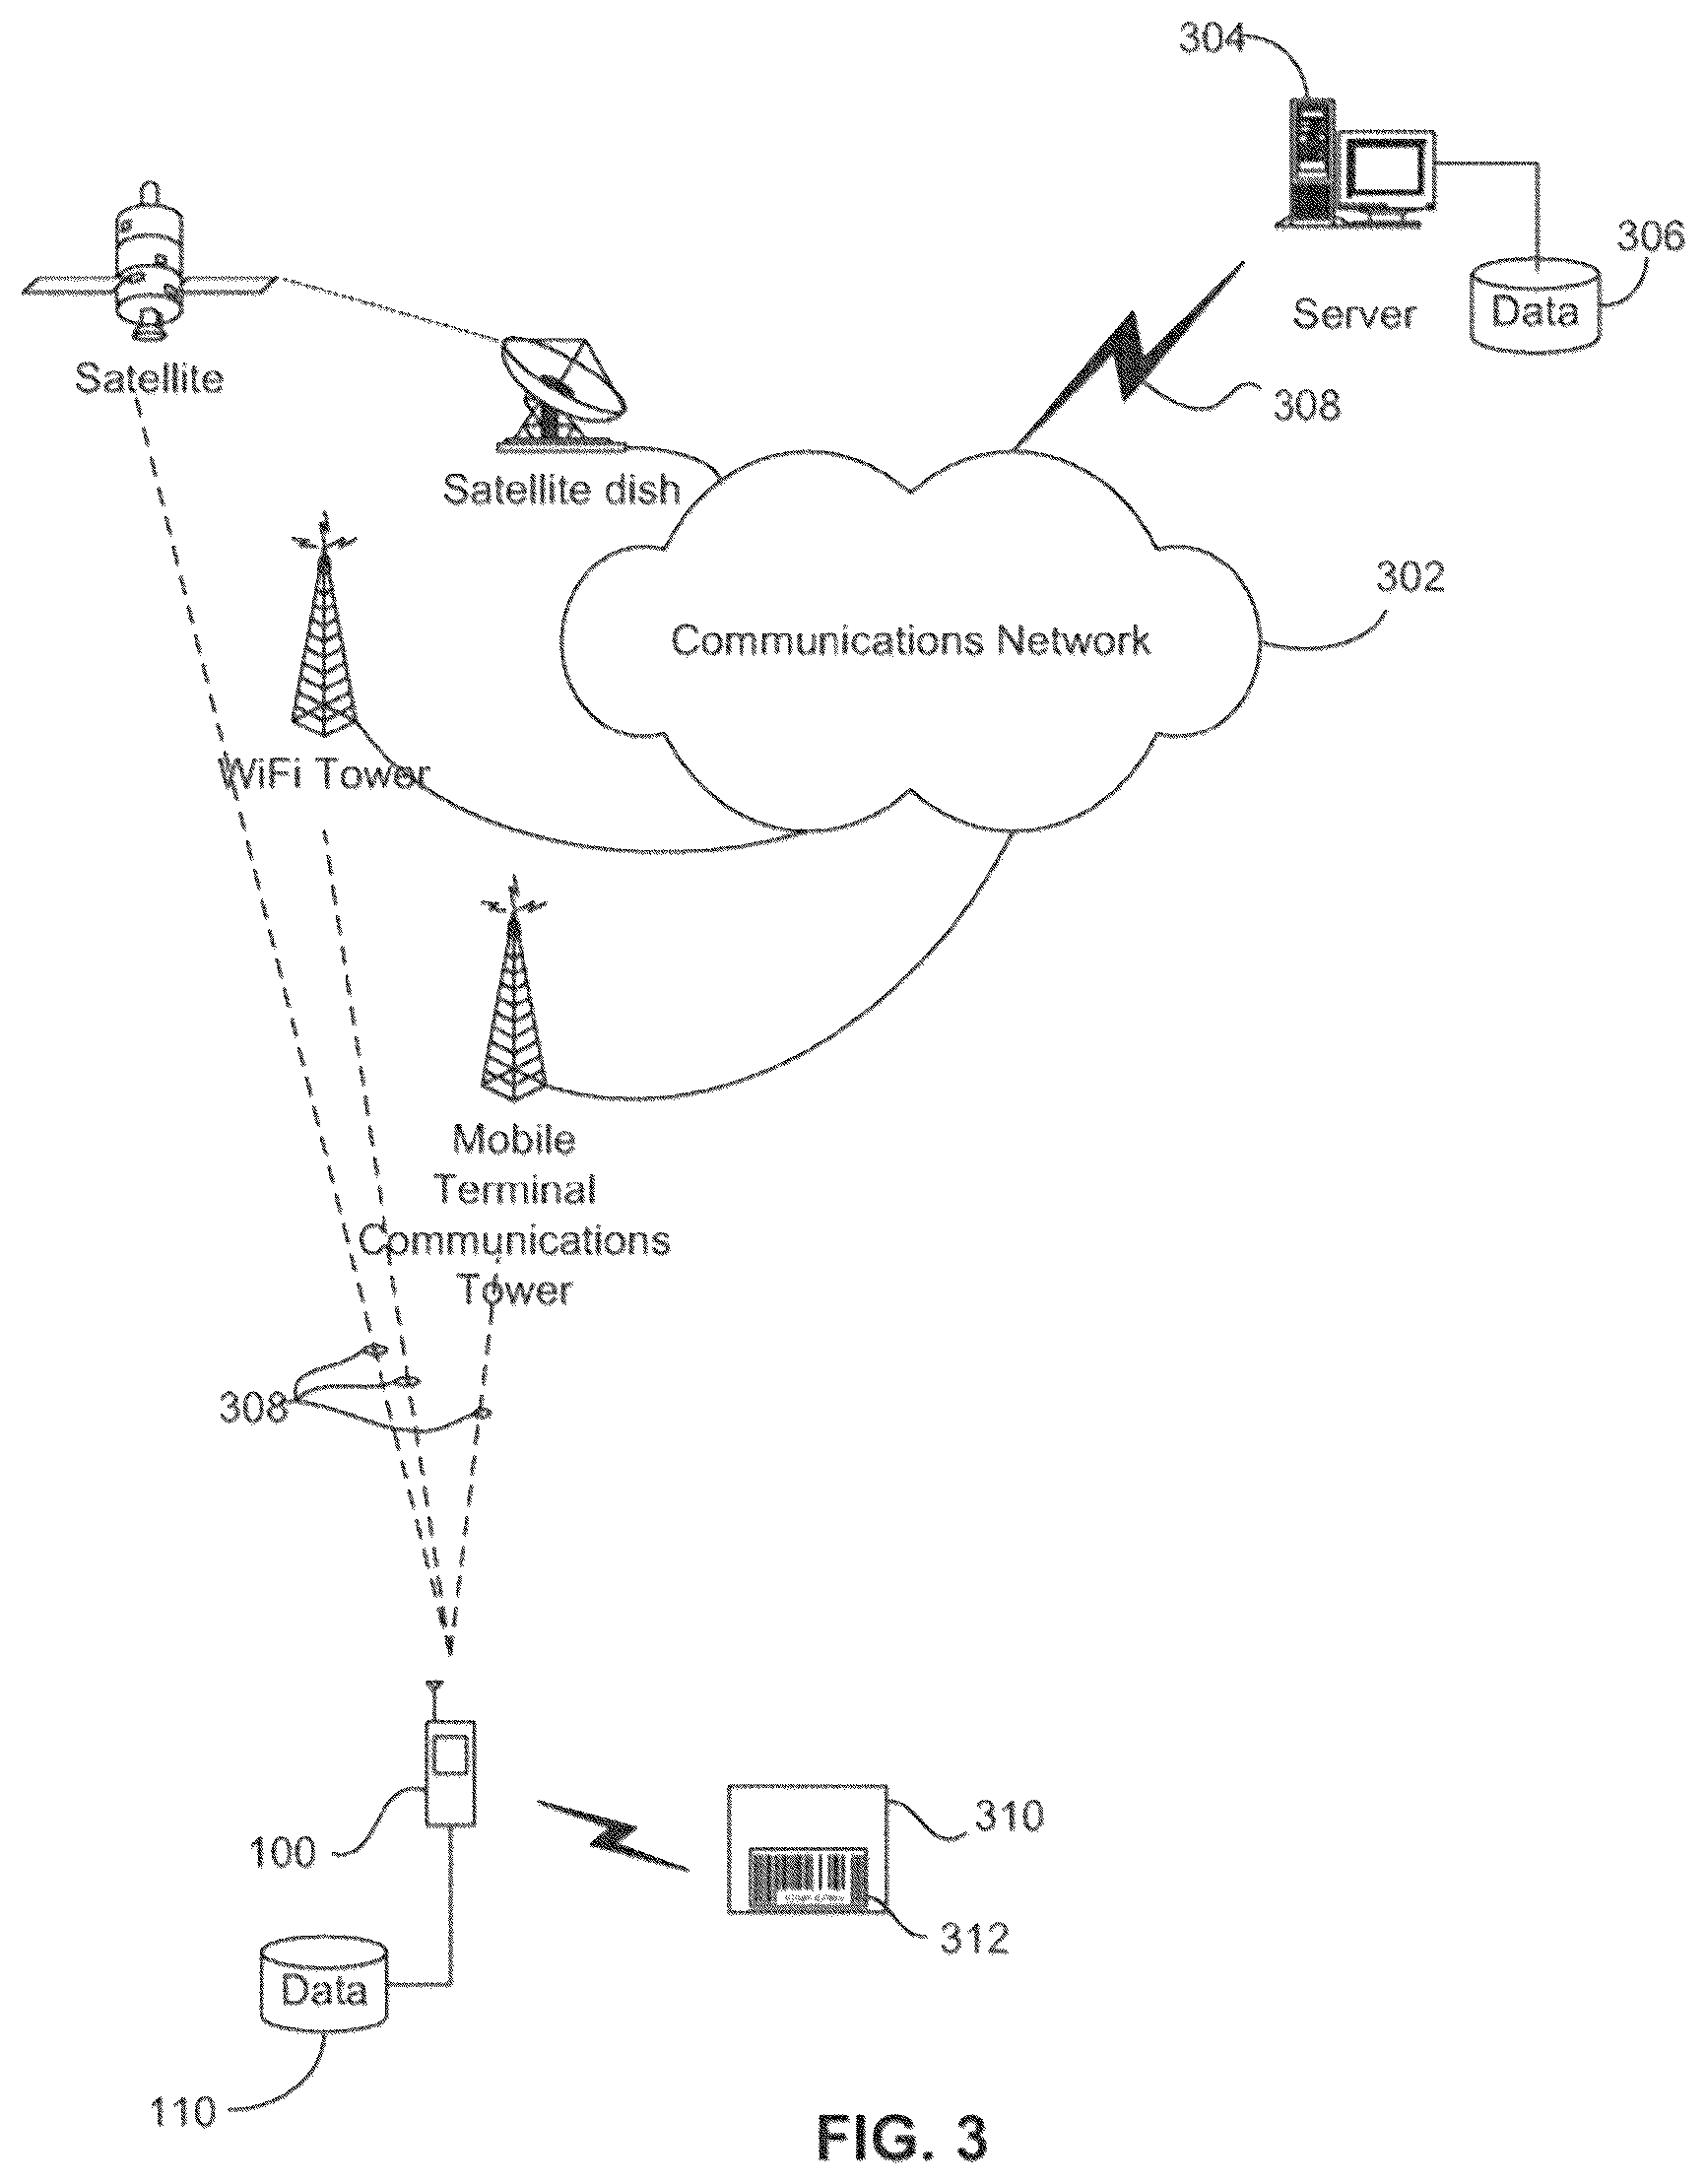 304
306
Server
Data
Satellite
308
Satellite dish
302
Communications Network
WiFi Tower
Mobile
Terminal
Communications
Tower
308
100
310
312
Data
110
FIG. 3